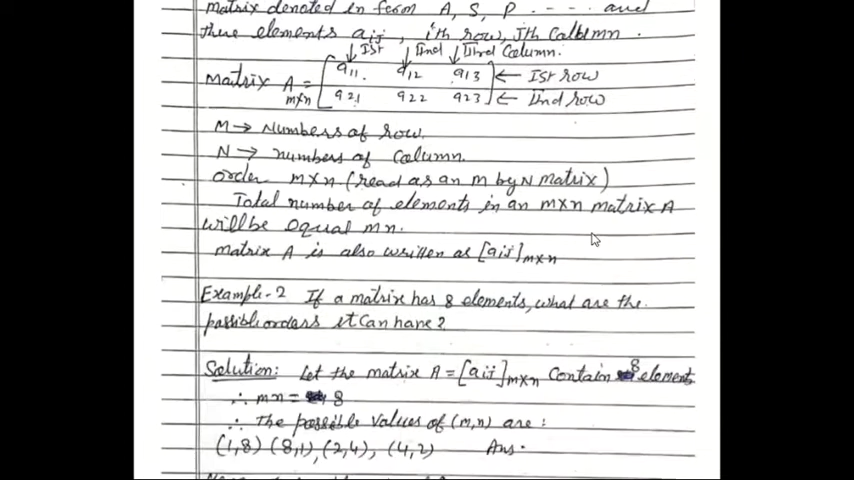 matrix denoted in form A, S, P ..... and
there elements aij, i'th row, Jth Calbumn.
Ist IInd IIIrd Column.
Matrix A m×n = [ a11 a12 a13 ] ← Ist row
a21 a22 a23 ← IInd row
M → Numbers of row.
N → numbers of Column.
order m×n (read as an m by N matrix)
Total number of elements in an m×n matrix A
will be equal mn.
matrix A is also written as [aij]m×n
Example-2 If a matrix has 8 elements, what are the
possible orders it Can have?
Solution: Let the matrix A = [aij]m×n Contain 8 elements
∴ mn = 8
∴ The possible values of (m,n) are:
(1,8) (8,1), (2,4), (4,2) Ans.